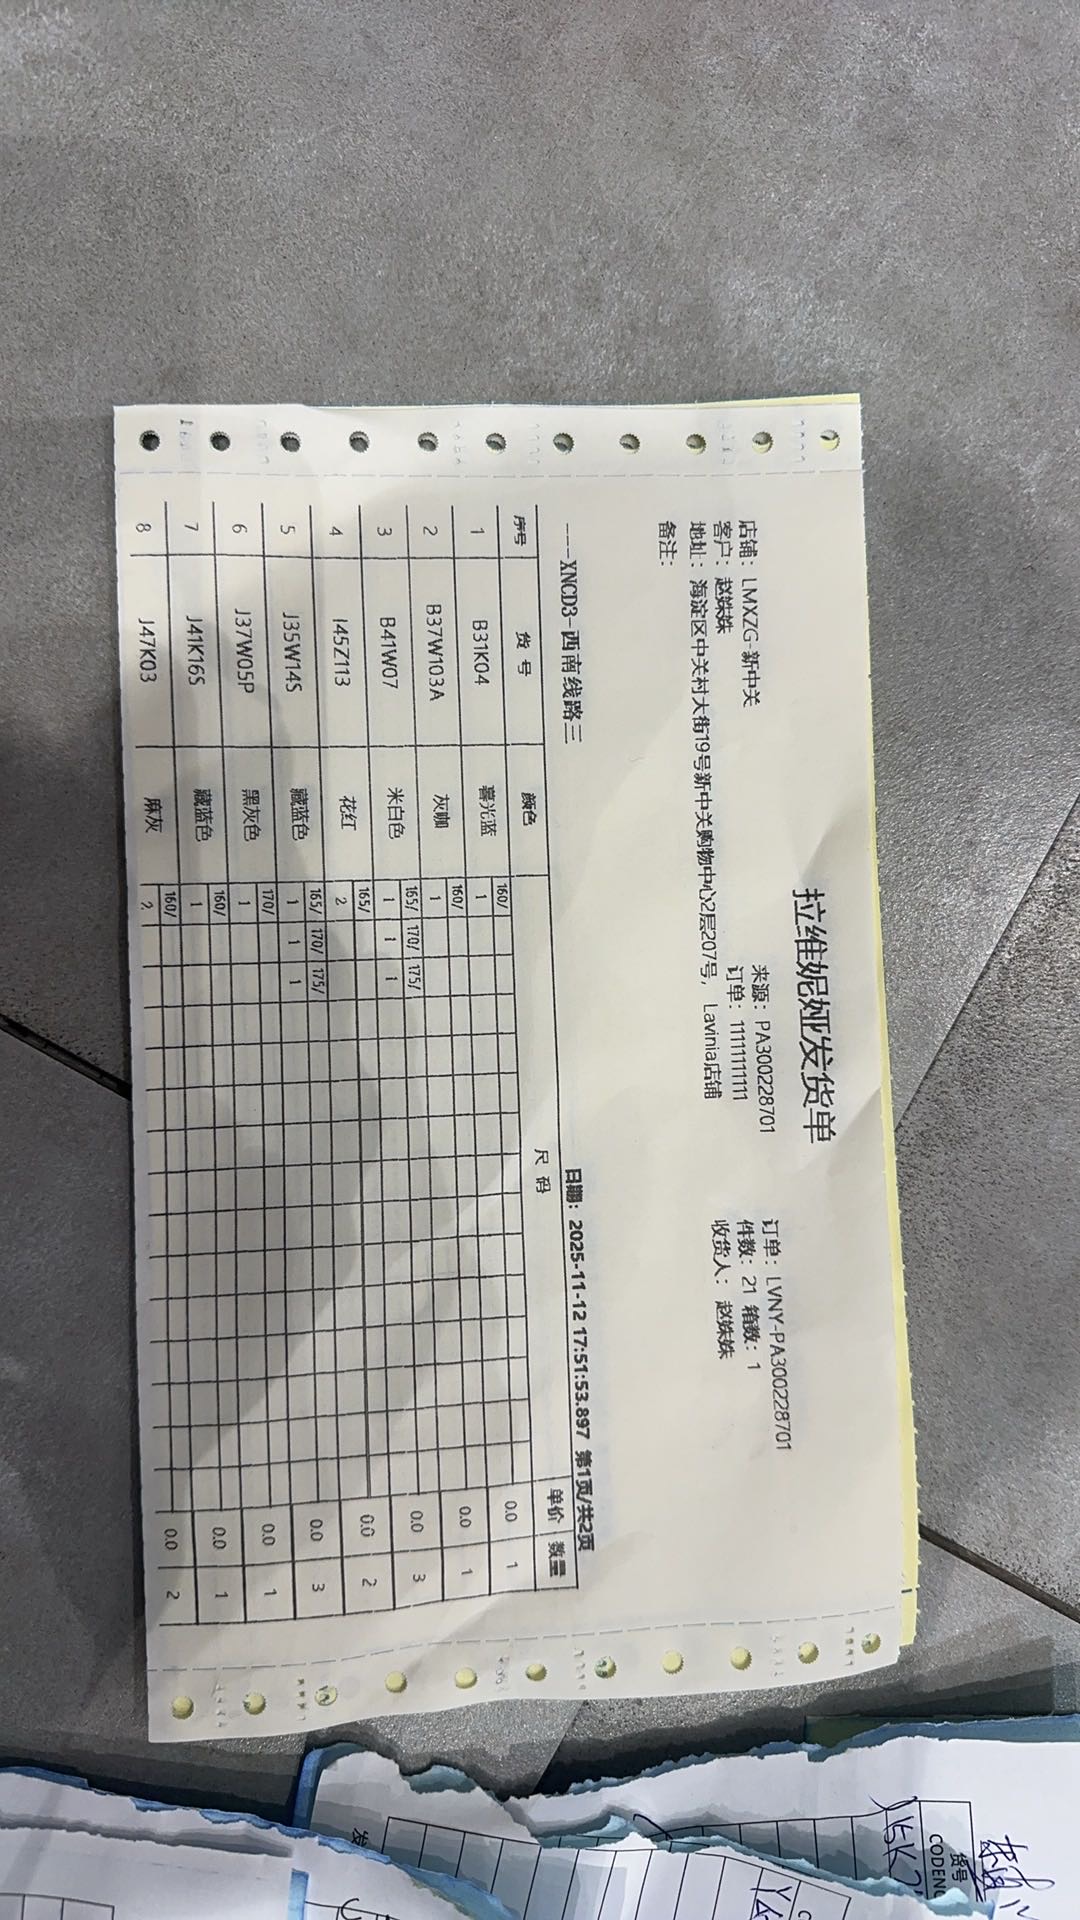 拉维妮娅发货单
店铺：LMXZG-新中关 来源：PA300228701 订单：LVNY-PA300228701
客户：赵姝姝 订单：1111111111 件数：21 箱数：1
地址：海淀区中关村大街19号新中关购物中心2层207号，Lavinia店铺 收货人：赵姝姝
备注：
----XNCD3-西南线路三 日期：2025-11-12 17:51:53.897 第1页/共2页
序号 货 号 颜色 尺 码 单价 数量
1 B31K04 暮光蓝 160/ 0.0 1
1
2 B37W103A 灰咖 160/ 0.0 1
1
3 B41W07 米白色 165/ 170/ 175/ 0.0 3
1 1 1
4 I45Z113 花红 165/ 0.0 2
2
5 J35W14S 藏蓝色 165/ 170/ 175/ 0.0 3
1 1 1
6 J37W05P 黑灰色 170/ 0.0 1
1
7 J41K16S 藏蓝色 160/ 0.0 1
1
8 J47K03 麻灰 160/ 0.0 2
2
货号
CODENO